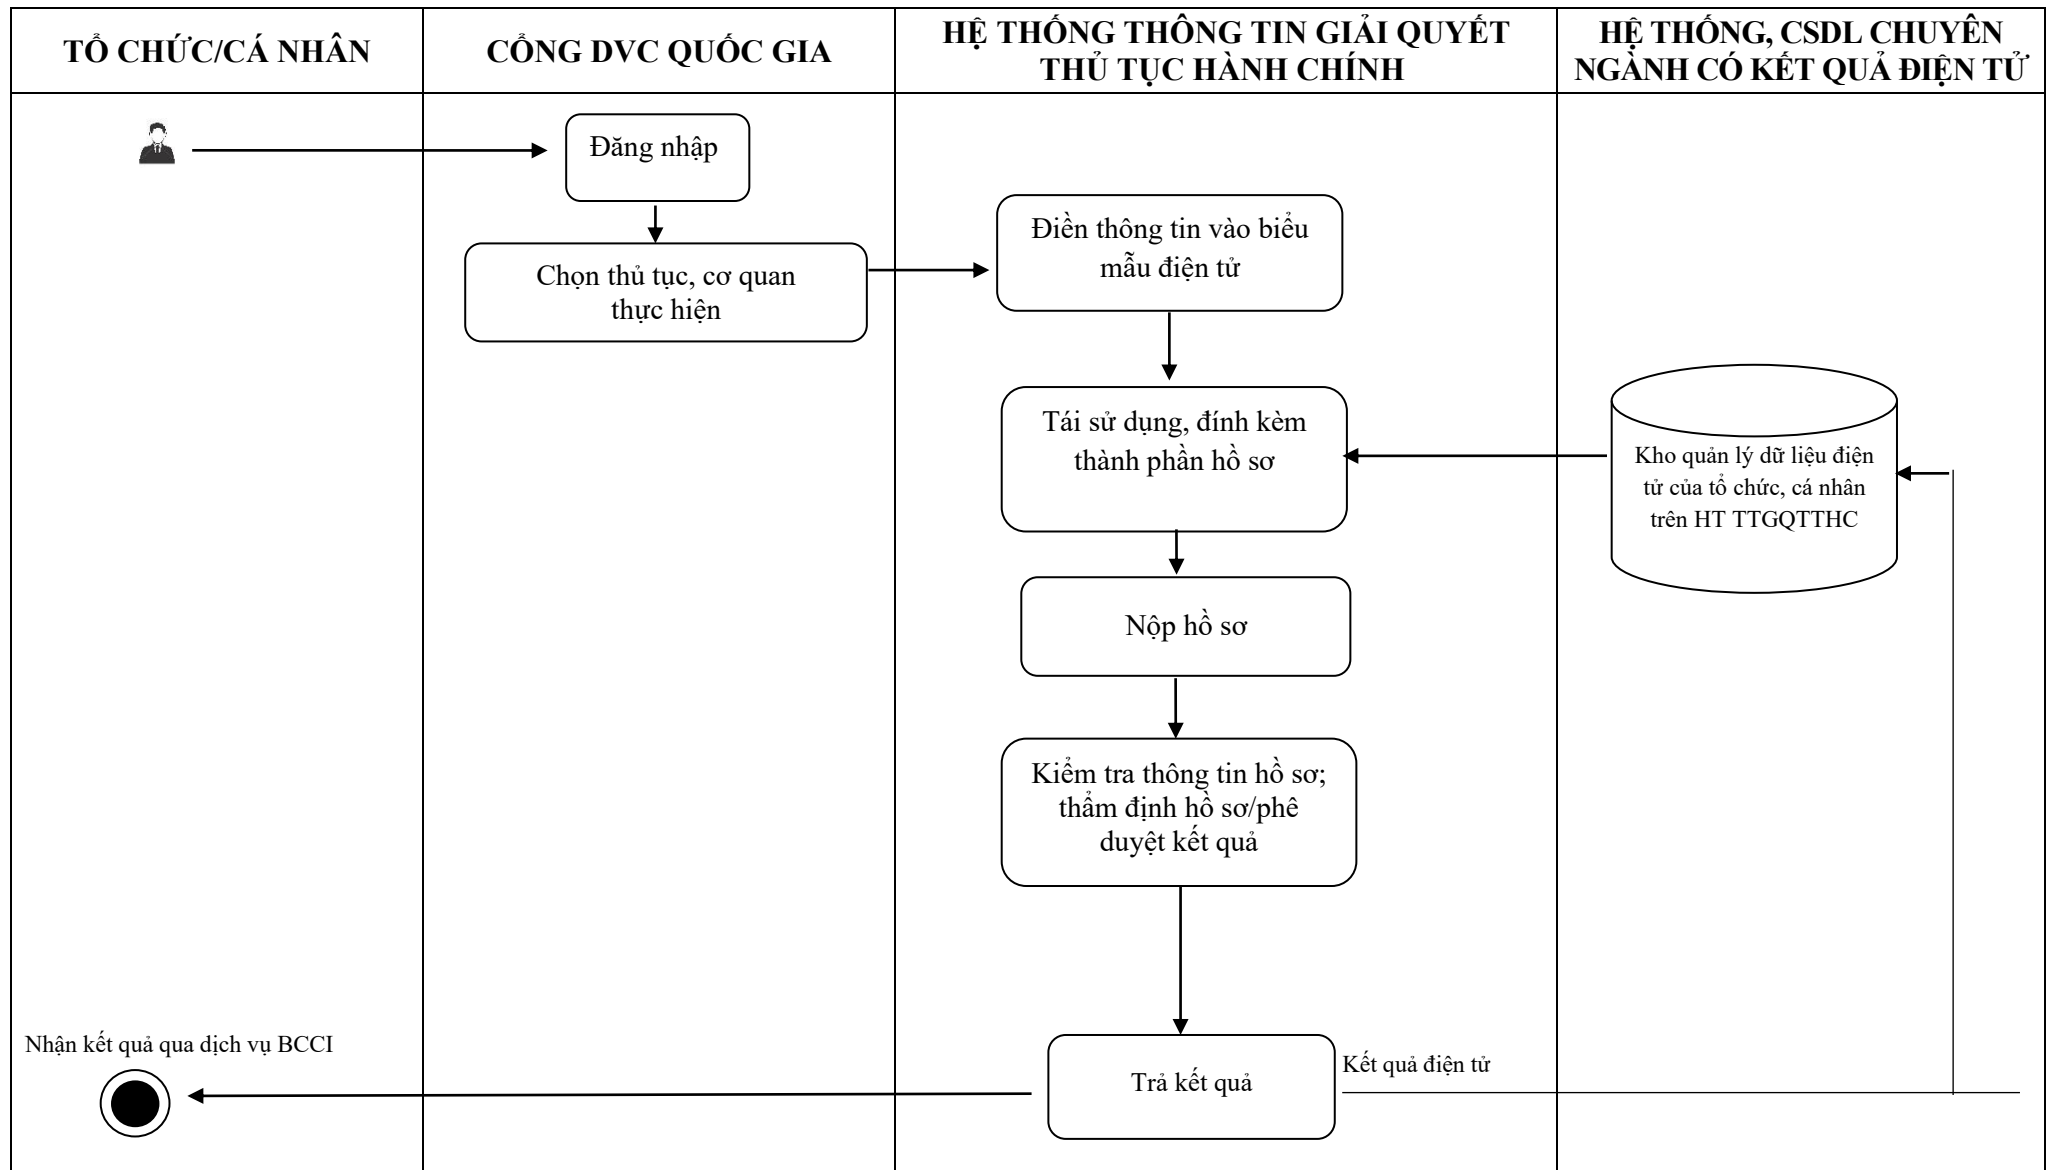 TỔ CHỨC/CÁ NHÂN
CỔNG DVC QUỐC GIA
HỆ THỐNG THÔNG TIN GIẢI QUYẾT
THỦ TỤC HÀNH CHÍNH
HỆ THỐNG, CSDL CHUYÊN
NGÀNH CÓ KẾT QUẢ ĐIỆN TỬ
Đăng nhập
Chọn thủ tục, cơ quan
thực hiện
Điền thông tin vào biểu
mẫu điện tử
Tái sử dụng, đính kèm
thành phần hồ sơ
Kho quản lý dữ liệu điện
tử của tổ chức, cá nhân
trên HT TTGQTTHC
Nộp hồ sơ
Kiểm tra thông tin hồ sơ;
thẩm định hồ sơ/phê
duyệt kết quả
Nhận kết quả qua dịch vụ BCCI
Trả kết quả
Kết quả điện tử